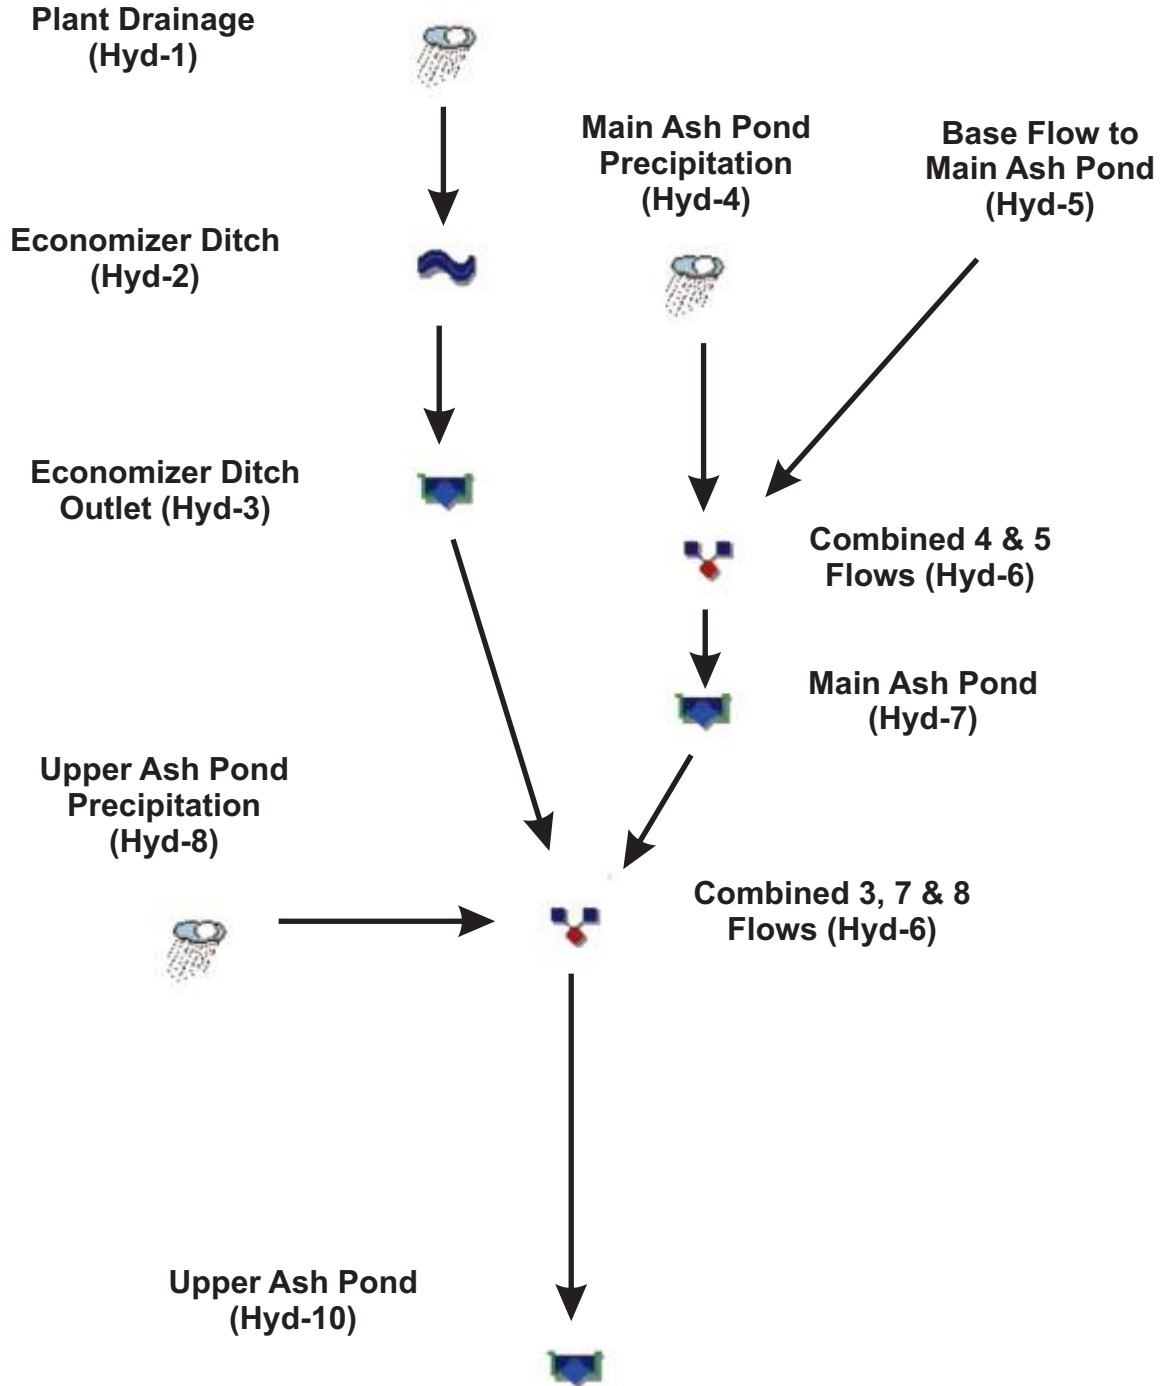 Plant Drainage
(Hyd-1)
Main Ash Pond
Precipitation
(Hyd-4)
Base Flow to
Main Ash Pond
(Hyd-5)
Economizer Ditch
(Hyd-2)
Economizer Ditch
Outlet (Hyd-3)
Combined 4 & 5
Flows (Hyd-6)
Main Ash Pond
(Hyd-7)
Upper Ash Pond
Precipitation
(Hyd-8)
Combined 3, 7 & 8
Flows (Hyd-6)
Upper Ash Pond
(Hyd-10)